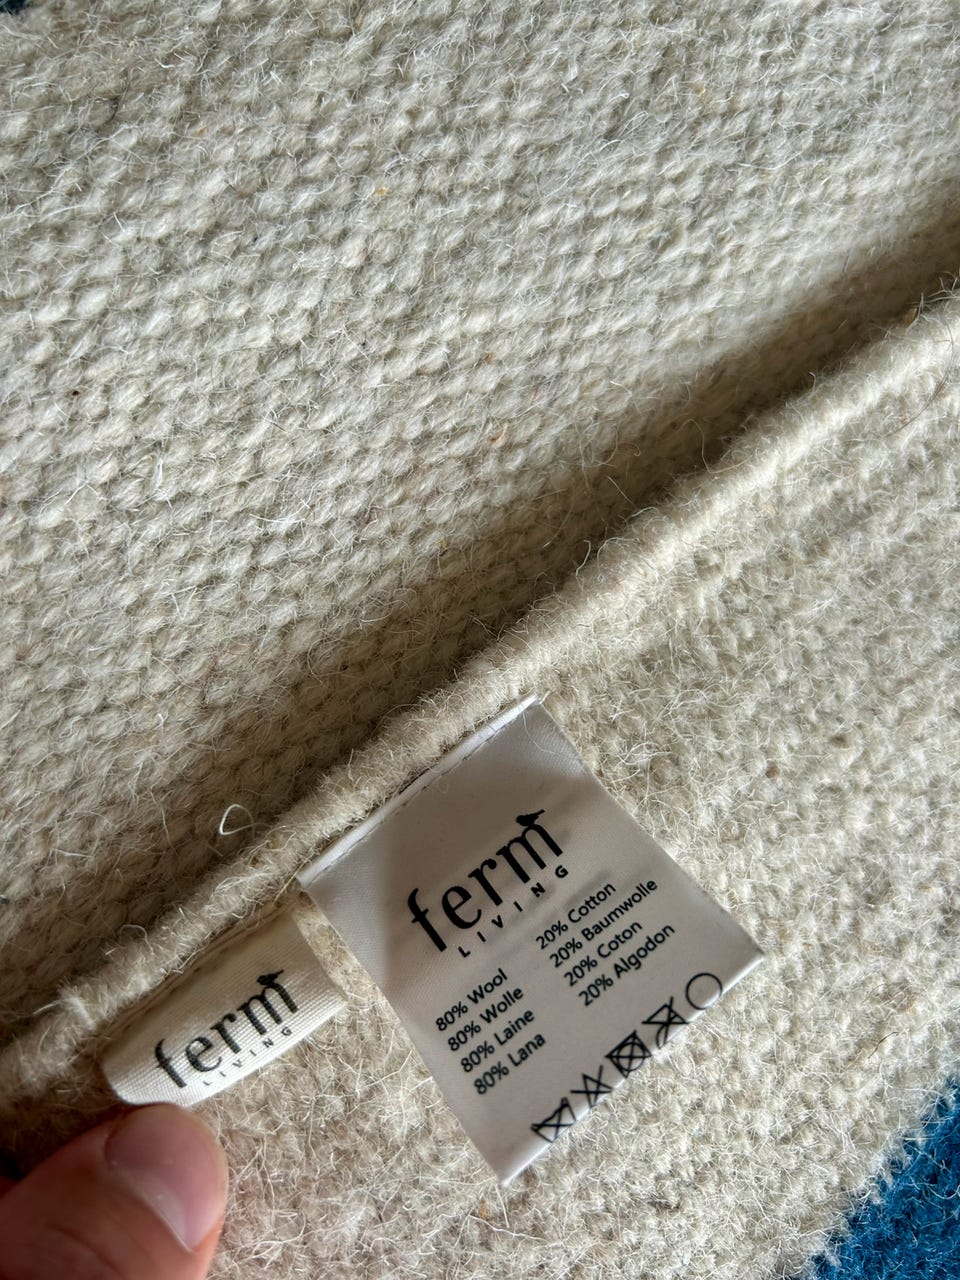 ferm
LIVING
80% Wool
80% Wolle
80% Laine
80% Lana
20% Cotton
20% Baumwolle
20% Coton
20% Algodon
ferm
LIVING